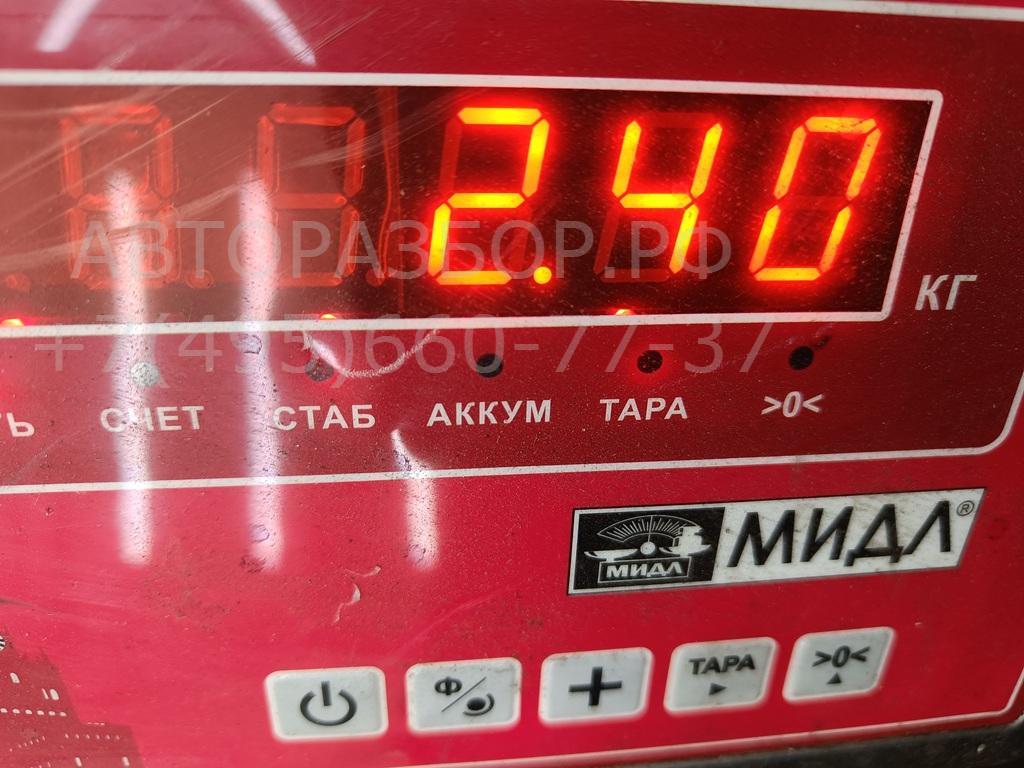 2.40
КГ
АВТОРАЗБОР.РФ
+7(495)660-77-37
СЧЕТ СТАБ АККУМ ТАРА >0<
МИДЛ МИДЛ®
Ф ТАРА >0<